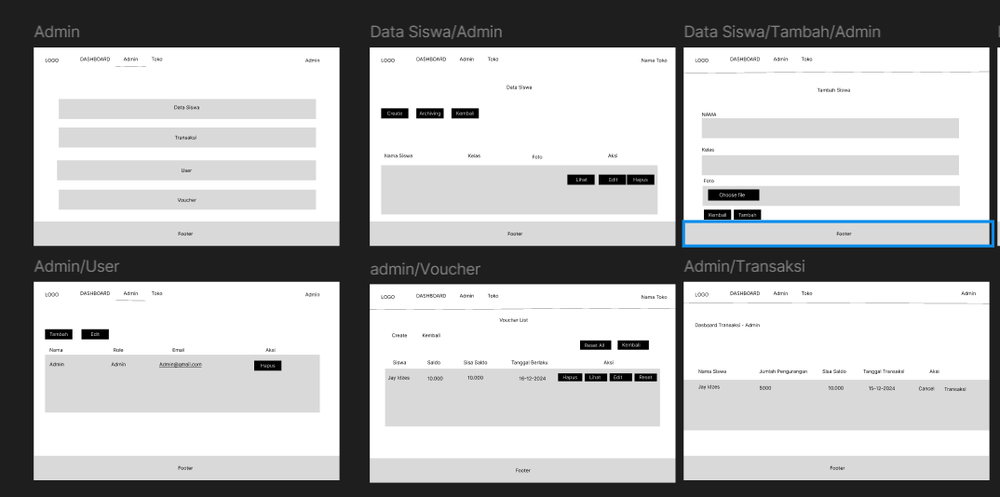 Admin
LOGO DASHBOARD Admin Toko Admin
Data Siswa
Transaksi
User
Voucher
Footer
Data Siswa/Admin
LOGO DASHBOARD Admin Toko Nama Toko
Data Siswa
Create Archiving Kembali
Nama Siswa Kelas Foto Aksi
Lihat Edit Hapus
Footer
Data Siswa/Tambah/Admin
LOGO DASHBOARD Admin Toko
Tambah Siswa
NAMA
Kelas
Foto
Choose file
Kembali Tambah
Footer
Admin/User
LOGO DASHBOARD Admin Toko Admin
Tambah Edit
Nama Role Email Aksi
Admin Admin Admin@gmail.com Hapus
Footer
admin/Voucher
LOGO DASHBOARD Admin Toko Nama Toko
Voucher List
Create Kembali
Reset All Kembali
Siswa Saldo Sisa Saldo Tanggal Berlaku Aksi
Jay Idzes 10.000 10.000 16-12-2024 Hapus Lihat Edit Reset
Footer
Admin/Transaksi
LOGO DASHBOARD Admin Toko Admin
Dasboard Transaksi - Admin
Nama Siswa Jumlah Pengurangan Sisa Saldo Tanggal Transaksi Aksi
Jay Idzes 5000 10.000 15-12-2024 Cancel Transaksi
Footer